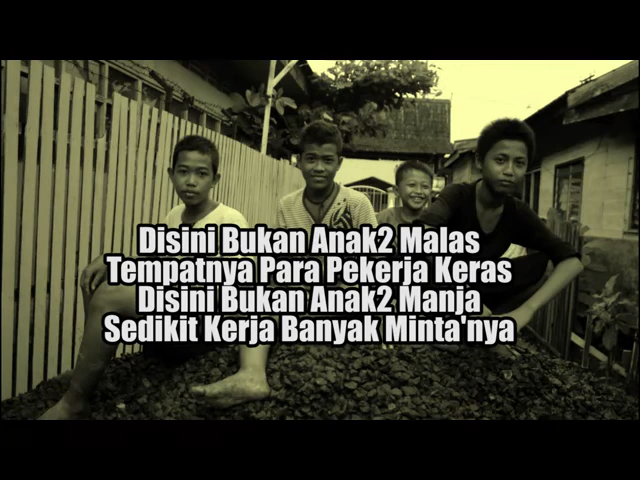 Disini Bukan Anak2 Malas
Tempatnya Para Pekerja Keras
Disini Bukan Anak2 Manja
Sedikit Kerja Banyak Minta'nya